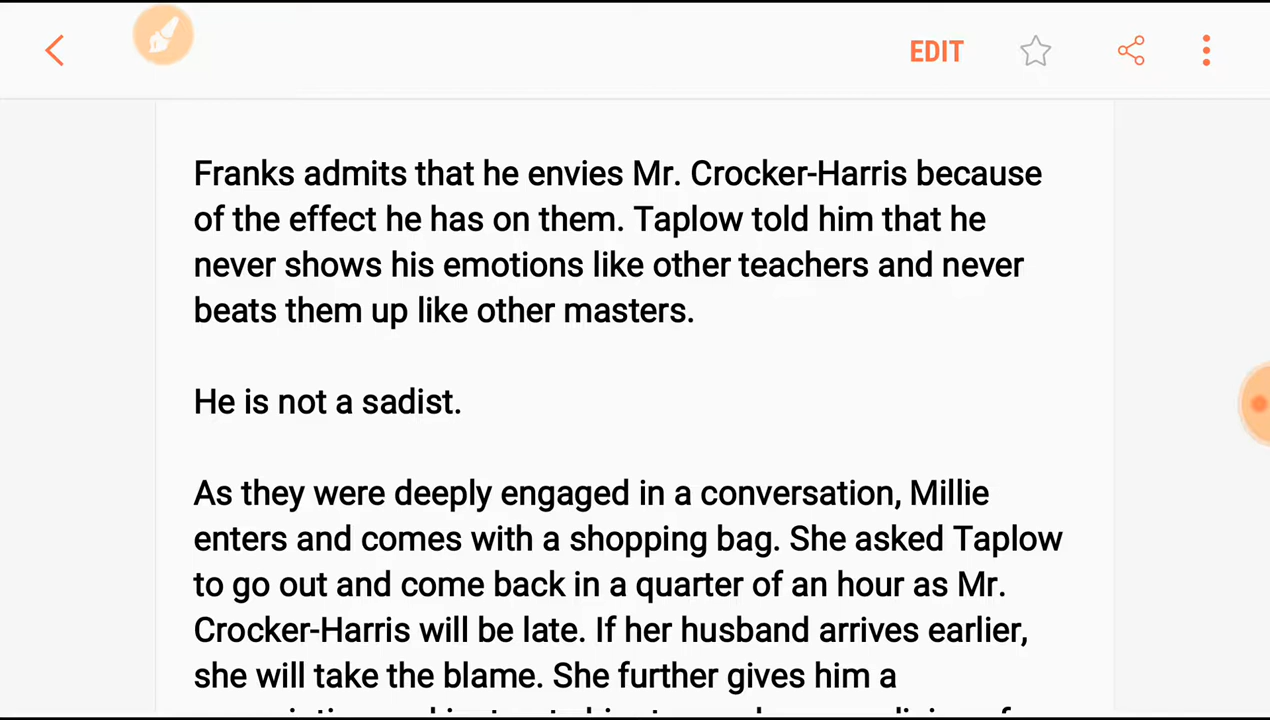 EDIT
Franks admits that he envies Mr. Crocker-Harris because
of the effect he has on them. Taplow told him that he
never shows his emotions like other teachers and never
beats them up like other masters.
He is not a sadist.
As they were deeply engaged in a conversation, Millie
enters and comes with a shopping bag. She asked Taplow
to go out and come back in a quarter of an hour as Mr.
Crocker-Harris will be late. If her husband arrives earlier,
she will take the blame. She further gives him a